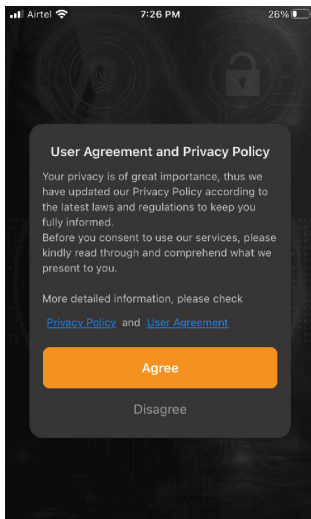 Airtel 7:26 PM 26%
User Agreement and Privacy Policy
Your privacy is of great importance, thus we
have updated our Privacy Policy according to
the latest laws and regulations to keep you
fully informed.
Before you consent to use our services, please
kindly read through and comprehend what we
present to you.
More detailed information, please check
Privacy Policy and User Agreement
Agree
Disagree